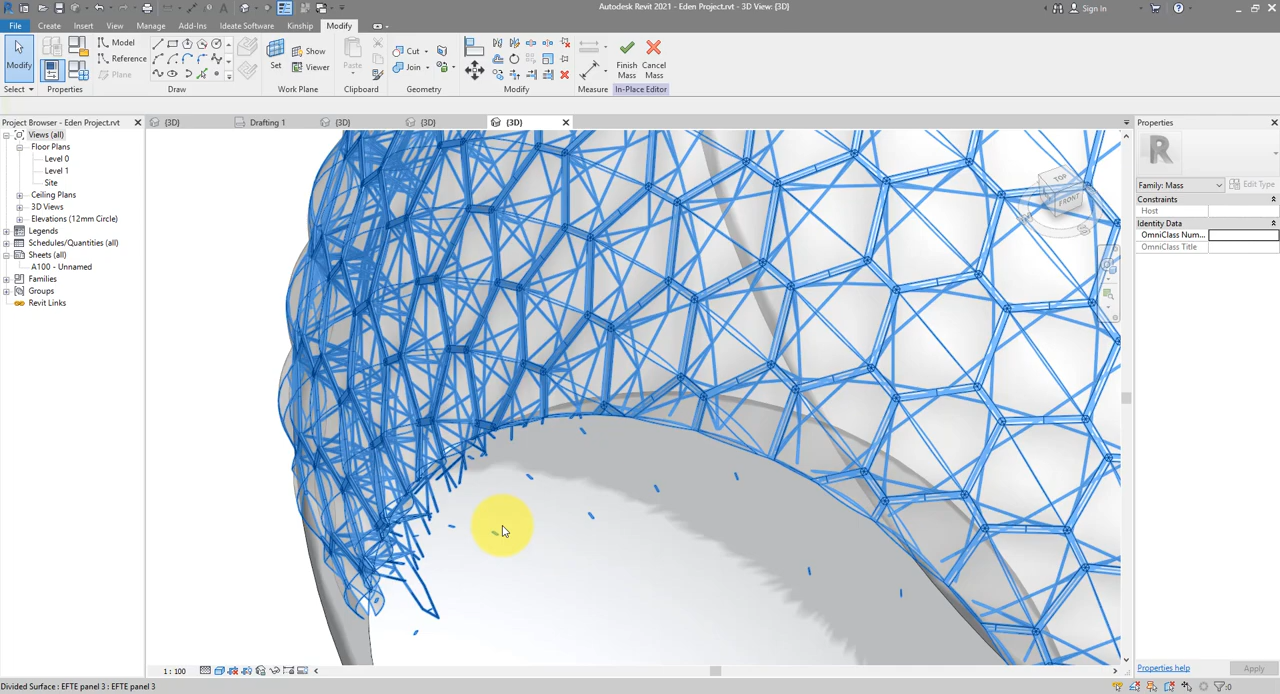 Autodesk Revit 2021 - Eden Project.rvt - 3D View: {3D}
Sign In
File Create Insert View Manage Add-Ins Ideate Software Kinship Modify
Modify
Select
Properties
Model
Reference
Plane
Draw
Set
Show
Viewer
Work Plane
Paste
Clipboard
Cut
Join
Geometry
Modify
Measure
Finish Mass
Cancel Mass
In-Place Editor
Project Browser - Eden Project.rvt
{3D}
Drafting 1
{3D}
{3D}
{3D}
Properties
Views (all)
Floor Plans
Level 0
Level 1
Site
Ceiling Plans
3D Views
Elevations (12mm Circle)
Legends
Schedules/Quantities (all)
Sheets (all)
A100 - Unnamed
Families
Groups
Revit Links
TOP
FRONT
R
Family: Mass
Edit Type
Constraints
Host
Identity Data
OmniClass Num...
OmniClass Title
1 : 100
Properties help
Apply
Divided Surface : EFTE panel 3 : EFTE panel 3
:0